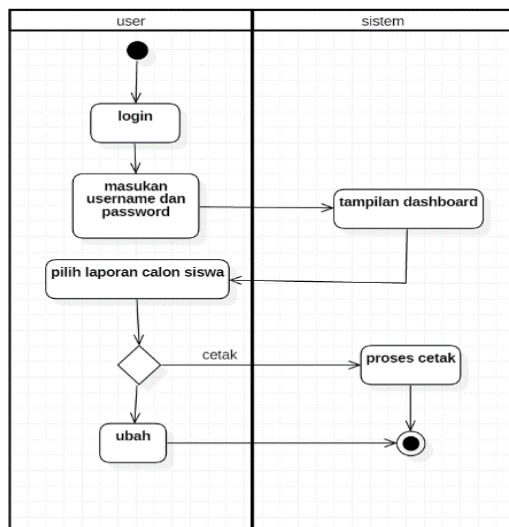 user
sistem
login
masukan
username dan
password
tampilan dashboard
pilih laporan calon siswa
cetak
proses cetak
ubah